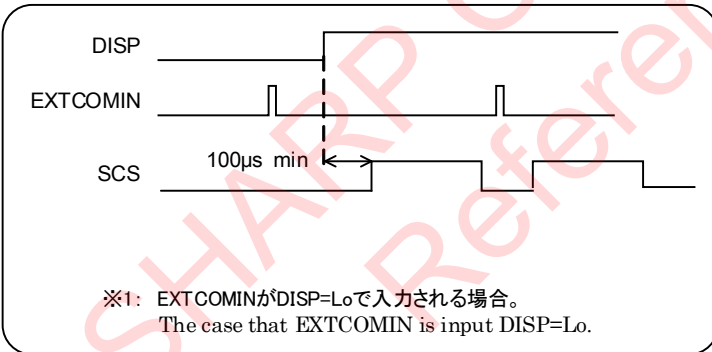 DISP
EXTCOMIN
100μs min
SCS
※1: EXTCOMINがDISP=Loで入力される場合。
The case that EXTCOMIN is input DISP=Lo.
SHARP
Refere